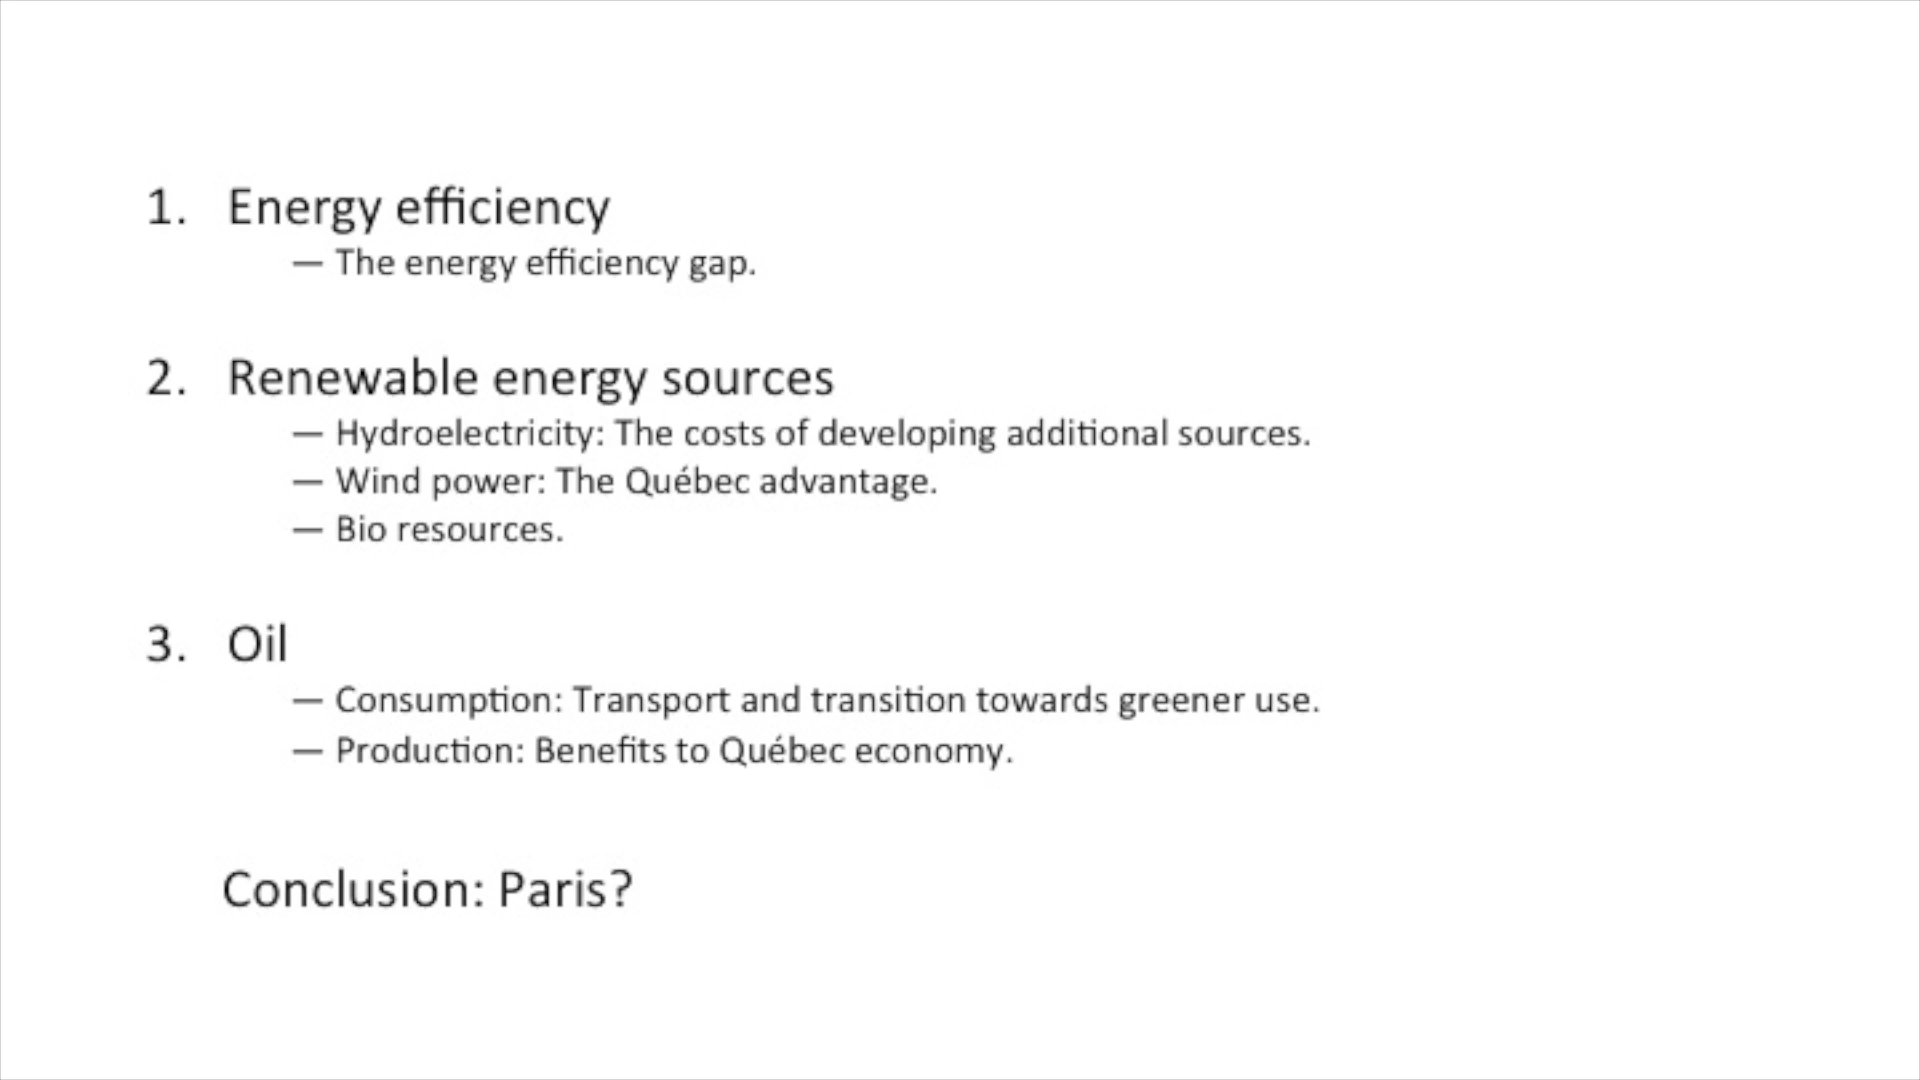 1. Energy efficiency
— The energy efficiency gap.
2. Renewable energy sources
— Hydroelectricity: The costs of developing additional sources.
— Wind power: The Québec advantage.
— Bio resources.
3. Oil
— Consumption: Transport and transition towards greener use.
— Production: Benefits to Québec economy.
Conclusion: Paris?